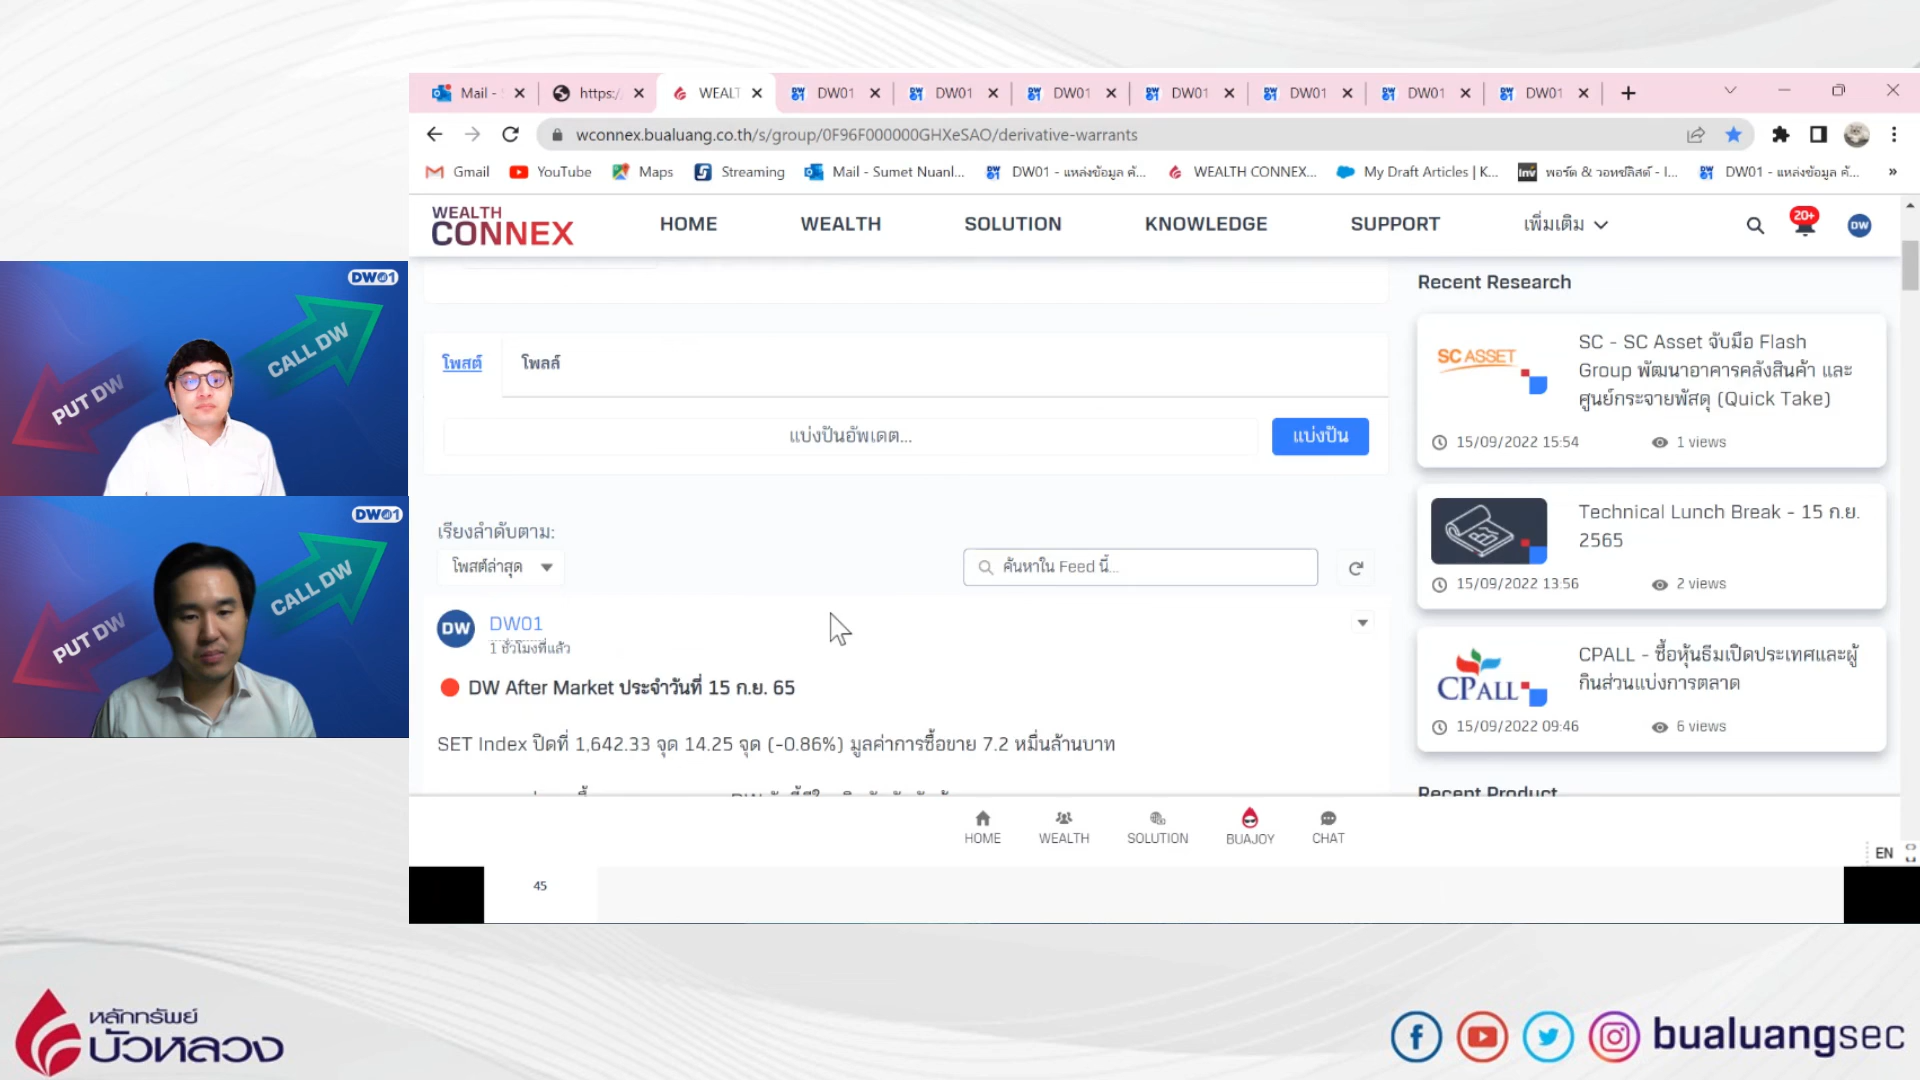 Mail -
https:/
WEALT
DW01
DW01
DW01
DW01
DW01
DW01
DW01
wconnex.bualuang.co.th/s/group/0F96F000000GHXeSAO/derivative-warrants
Gmail
YouTube
Maps
Streaming
Mail - Sumet Nuanl...
DW01 - แหล่งข้อมูล ค้...
WEALTH CONNEX...
My Draft Articles | K...
พอร์ต & วอทช์ลิสต์ - I...
DW01 - แหล่งข้อมูล ค้...
WEALTH
CONNEX
HOME
WEALTH
SOLUTION
KNOWLEDGE
SUPPORT
เพิ่มเติม
20+
DW
โพสต์
โพลล์
แบ่งปันอัพเดต...
แบ่งปัน
เรียงลำดับตาม:
โพสต์ล่าสุด
ค้นหาใน Feed นี้...
DW
DW01
1 ชั่วโมงที่แล้ว
DW After Market ประจำวันที่ 15 ก.ย. 65
SET Index ปิดที่ 1,642.33 จุด 14.25 จุด (-0.86%) มูลค่าการซื้อขาย 7.2 หมื่นล้านบาท
Recent Research
SC ASSET
SC - SC Asset จับมือ Flash
Group พัฒนาอาคารคลังสินค้า และ
ศูนย์กระจายพัสดุ (Quick Take)
15/09/2022 15:54
1 views
Technical Lunch Break - 15 ก.ย.
2565
15/09/2022 13:56
2 views
CPALL
CPALL - ซื้อหุ้นธีมเปิดประเทศและผู้
กินส่วนแบ่งการตลาด
15/09/2022 09:46
6 views
Recent Product
HOME
WEALTH
SOLUTION
BUAJOY
CHAT
EN
45
DW01
PUT DW
CALL DW
DW01
PUT DW
CALL DW
หลักทรัพย์
บัวหลวง
bualuangsec